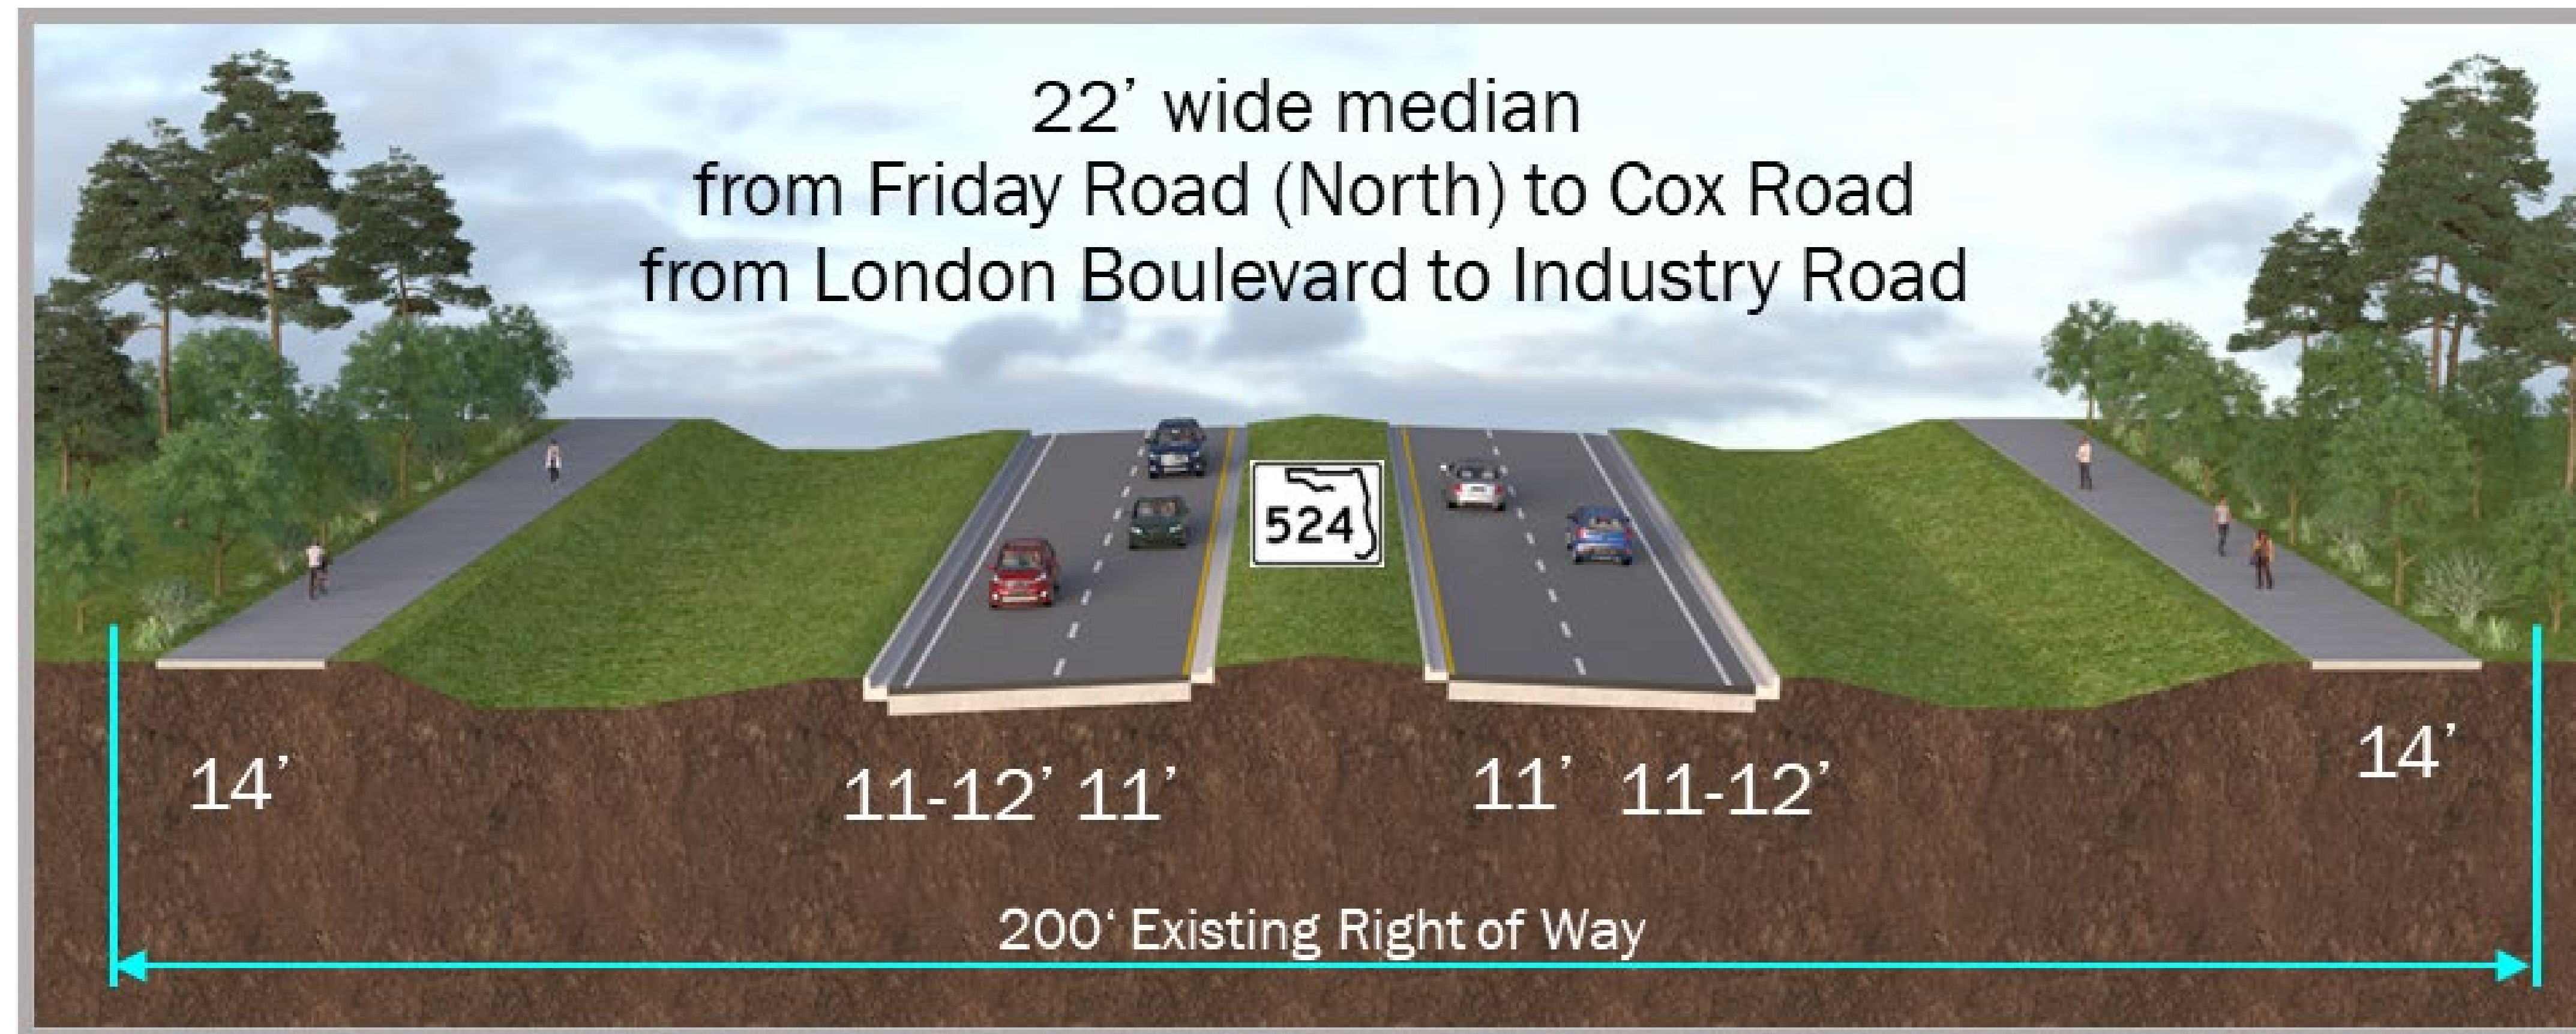 22’ wide median
from Friday Road (North) to Cox Road
from London Boulevard to Industry Road
524
14’
11-12’ 11’
11’ 11-12’
14’
200‘ Existing Right of Way